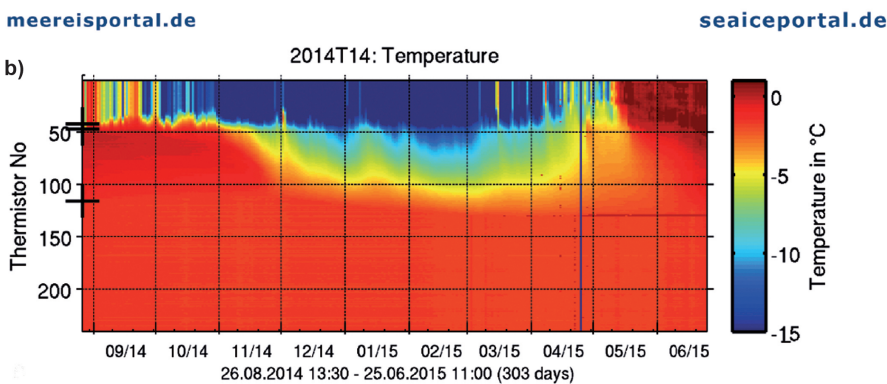 meereisportal.de
seaiceportal.de
b)
2014T14: Temperature
Thermistor No
50
100
150
200
09/14 10/14 11/14 12/14 01/15 02/15 03/15 04/15 05/15 06/15
26.08.2014 13:30 - 25.06.2015 11:00 (303 days)
0
-5
-10
-15
Temperature in °C